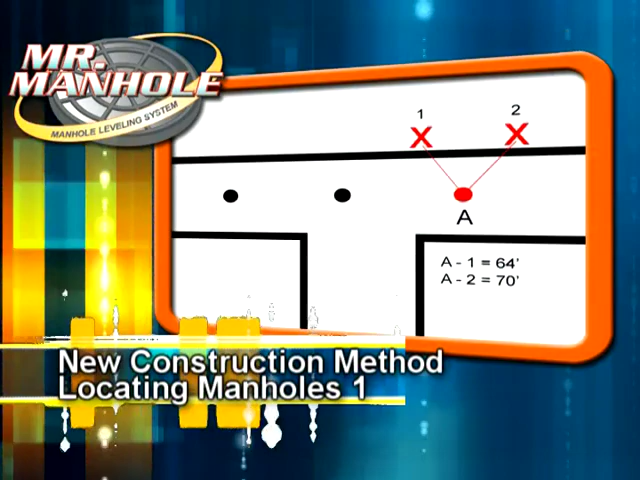 MR.
MANHOLE
MANHOLE LEVELING SYSTEM
1
2
X
X
A
A - 1 = 64'
A - 2 = 70'
New Construction Method
Locating Manholes 1